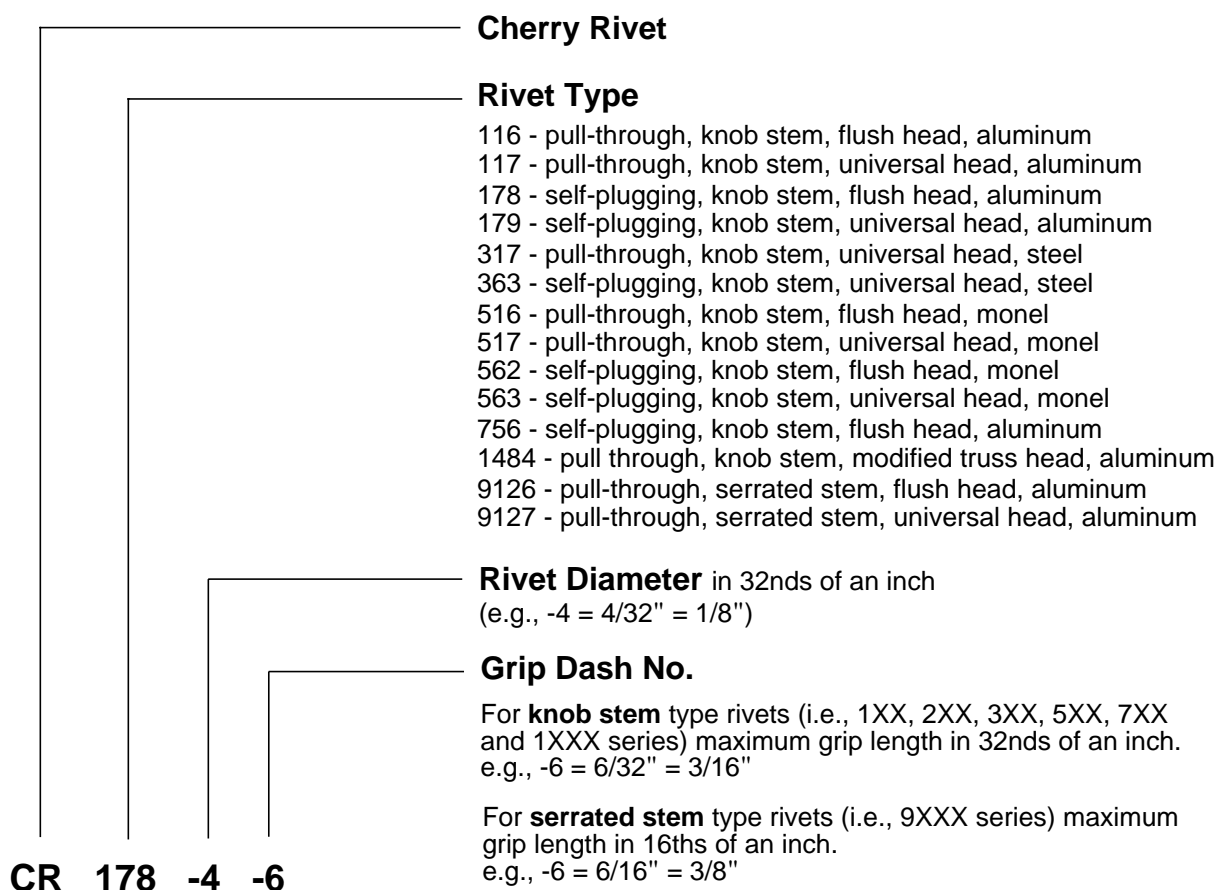 Cherry Rivet
Rivet Type
116 - pull-through, knob stem, flush head, aluminum
117 - pull-through, knob stem, universal head, aluminum
178 - self-plugging, knob stem, flush head, aluminum
179 - self-plugging, knob stem, universal head, aluminum
317 - pull-through, knob stem, universal head, steel
363 - self-plugging, knob stem, universal head, steel
516 - pull-through, knob stem, flush head, monel
517 - pull-through, knob stem, universal head, monel
562 - self-plugging, knob stem, flush head, monel
563 - self-plugging, knob stem, universal head, monel
756 - self-plugging, knob stem, flush head, aluminum
1484 - pull through, knob stem, modified truss head, aluminum
9126 - pull-through, serrated stem, flush head, aluminum
9127 - pull-through, serrated stem, universal head, aluminum
Rivet Diameter in 32nds of an inch
(e.g., -4 = 4/32" = 1/8")
Grip Dash No.
For knob stem type rivets (i.e., 1XX, 2XX, 3XX, 5XX, 7XX
and 1XXX series) maximum grip length in 32nds of an inch.
e.g., -6 = 6/32" = 3/16"
For serrated stem type rivets (i.e., 9XXX series) maximum
grip length in 16ths of an inch.
e.g., -6 = 6/16" = 3/8"
CR 178 -4 -6